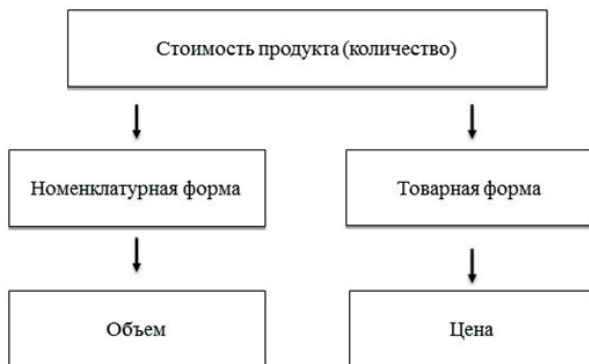 Стоимость продукта (количество)
Номенклатурная форма
Товарная форма
Объем
Цена